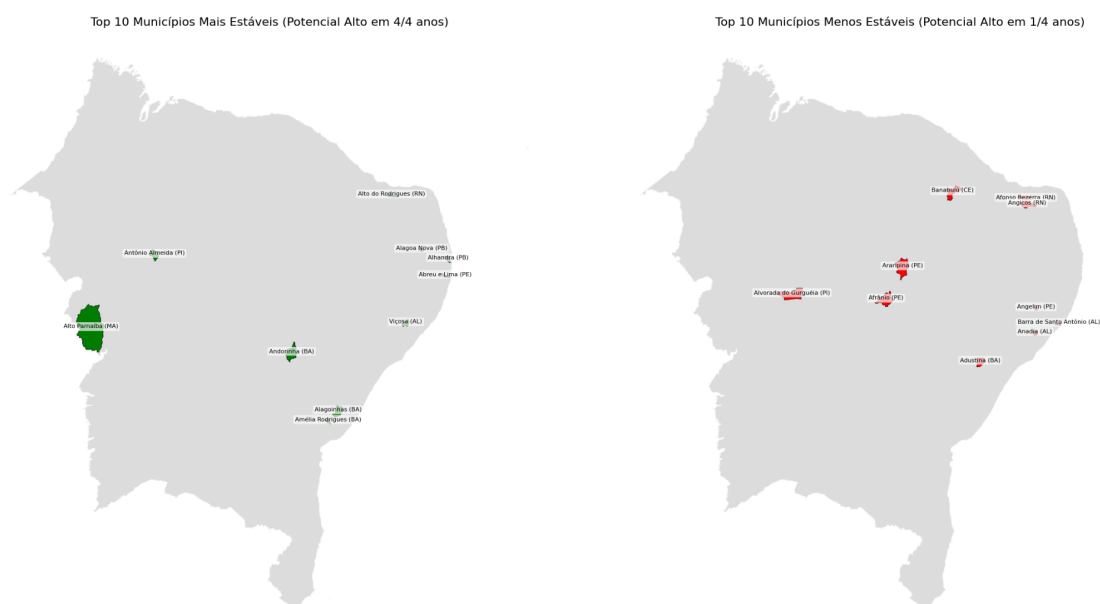 Top 10 Municípios Mais Estáveis (Potencial Alto em 4/4 anos)
Alto do Rodrigues (RN)
Alagoa Nova (PB)
Antônio Almeida (PI)
Alhandra (PB)
Abreu e Lima (PE)
Viçosa (AL)
Alto Parnaíba (MA)
Andorinha (BA)
Alagoinhas (BA)
Amélia Rodrigues (BA)
Top 10 Municípios Menos Estáveis (Potencial Alto em 1/4 anos)
Banabuiú (CE)
Afonso Bezerra (RN)
Angicos (RN)
Araripina (PE)
Alvorada do Gurguéia (PI)
Afrânio (PE)
Angelim (PE)
Barra de Santo Antônio (AL)
Anadia (AL)
Adustina (BA)